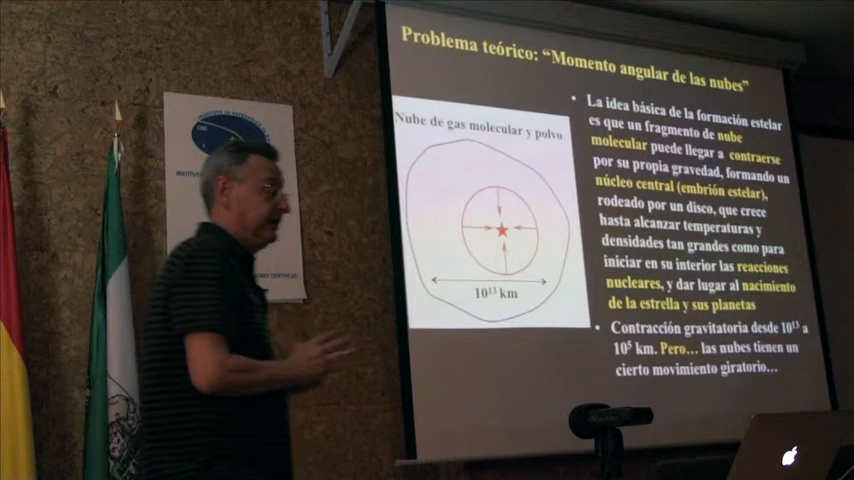 Problema teórico: “Momento angular de las nubes”
Nube de gas molecular y polvo
10¹³ km
• La idea básica de la formación estelar
es que un fragmento de nube
molecular puede llegar a contraerse
por su propia gravedad, formando un
núcleo central (embrión estelar),
rodeado por un disco, que crece
hasta alcanzar temperaturas y
densidades tan grandes como para
iniciar en su interior las reacciones
nucleares, y dar lugar al nacimiento
de la estrella y sus planetas
• Contracción gravitatoria desde 10¹³ a
10⁵ km. Pero... las nubes tienen un
cierto movimiento giratorio...